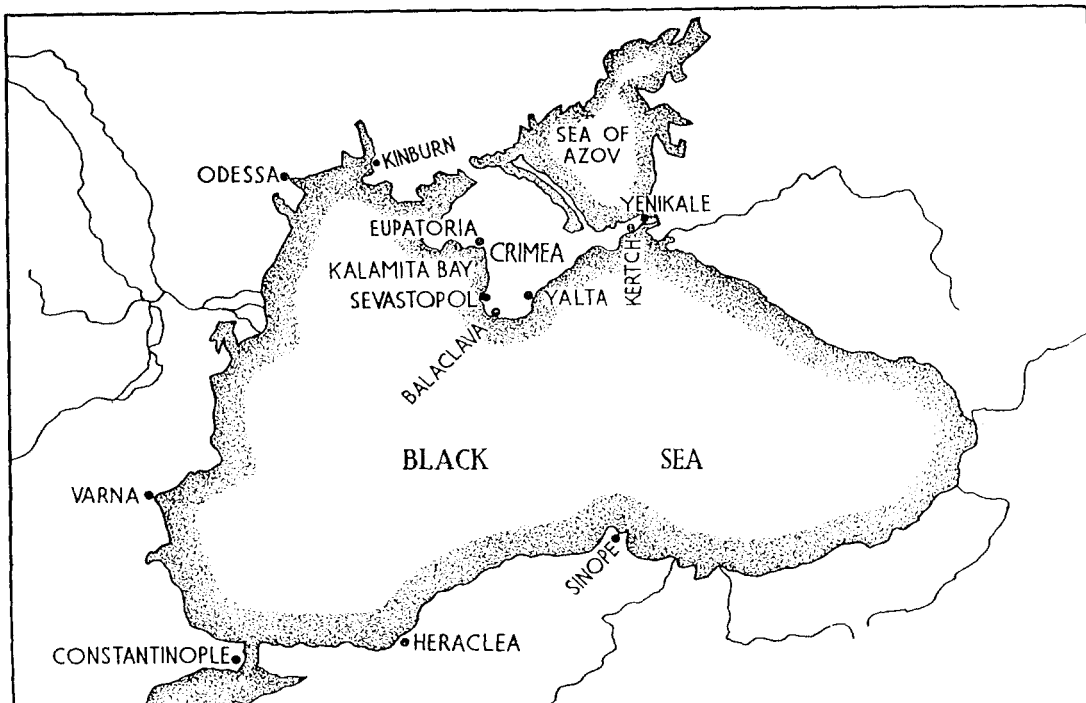 SEA OF
AZOV
KINBURN
ODESSA
YENIKALE
EUPATORIA
CRIMEA
KERTCH
KALAMITA BAY
SEVASTOPOL
YALTA
BALACLAVA
BLACK SEA
VARNA
SINOPE
HERACLEA
CONSTANTINOPLE